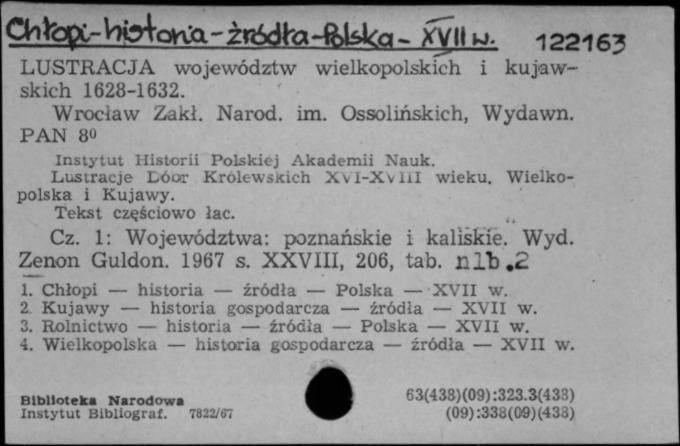 Chłopi-historia-źródła-Polska- XVII w. 122163
LUSTRACJA województw wielkopolskich i kujaw-
skich 1628-1632.
Wrocław Zakł. Narod. im. Ossolińskich, Wydawn.
PAN 8⁰
Instytut Historii Polskiej Akademii Nauk.
Lustracje Dóbr Królewskich XVI-XVIII wieku. Wielko-
polska i Kujawy.
Tekst częściowo łac.
Cz. 1: Województwa: poznańskie i kaliskie. Wyd.
Zenon Guldon. 1967 s. XXVIII, 206, tab. nlb.2
1. Chłopi — historia — źródła — Polska — XVII w.
2. Kujawy — historia gospodarcza — źródła — XVII w.
3. Rolnictwo — historia — źródła — Polska — XVII w.
4. Wielkopolska — historia gospodarcza — źródła — XVII w.
Biblioteka Narodowa 63(438)(09):323.3(438)
Instytut Bibliograf. 7822/67 (09):338(09)(438)